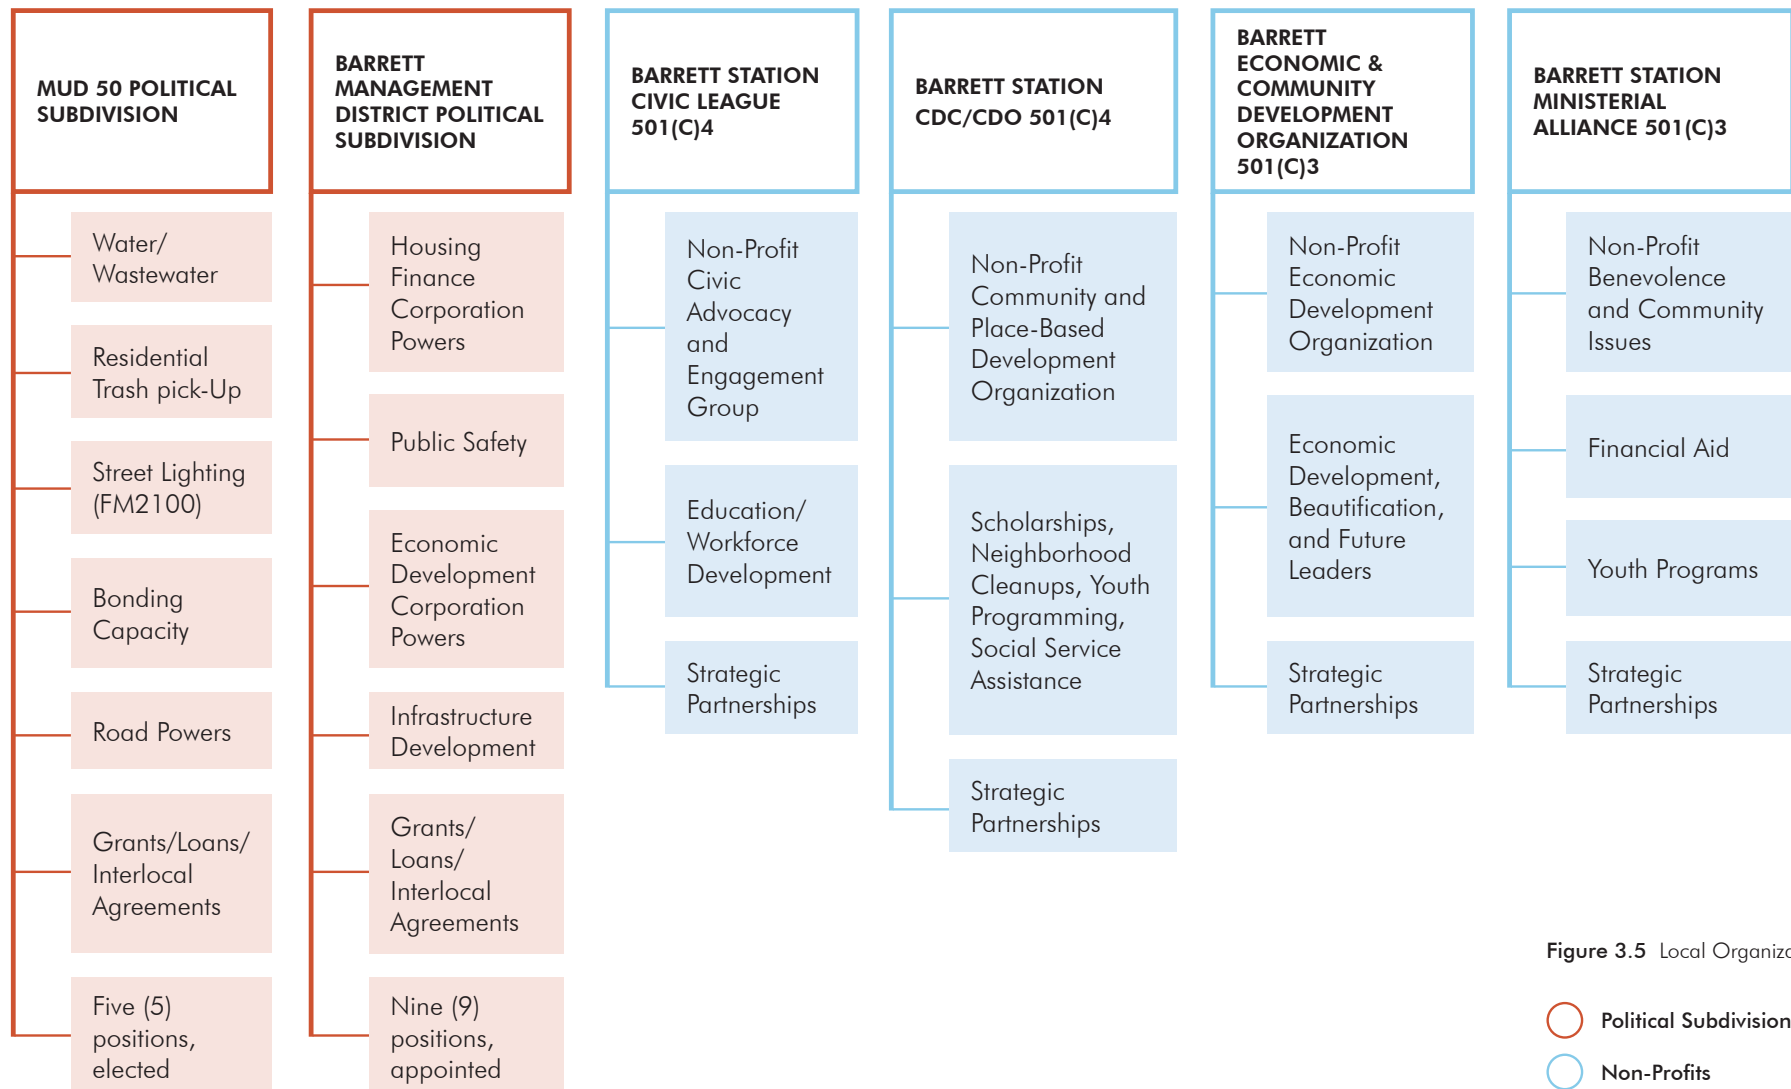 MUD 50 POLITICAL
SUBDIVISION
Water/
Wastewater
Residential
Trash pick-Up
Street Lighting
(FM2100)
Bonding
Capacity
Road Powers
Grants/Loans/
Interlocal
Agreements
Five (5)
positions,
elected
BARRETT
MANAGEMENT
DISTRICT POLITICAL
SUBDIVISION
Housing
Finance
Corporation
Powers
Public Safety
Economic
Development
Corporation
Powers
Infrastructure
Development
Grants/
Loans/
Interlocal
Agreements
Nine (9)
positions,
appointed
BARRETT STATION
CIVIC LEAGUE
501(C)4
Non-Profit
Civic
Advocacy
and
Engagement
Group
Education/
Workforce
Development
Strategic
Partnerships
BARRETT STATION
CDC/CDO 501(C)4
Non-Profit
Community and
Place-Based
Development
Organization
Scholarships,
Neighborhood
Cleanups, Youth
Programming,
Social Service
Assistance
Strategic
Partnerships
BARRETT
ECONOMIC &
COMMUNITY
DEVELOPMENT
ORGANIZATION
501(C)3
Non-Profit
Economic
Development
Organization
Economic
Development,
Beautification,
and Future
Leaders
Strategic
Partnerships
BARRETT STATION
MINISTERIAL
ALLIANCE 501(C)3
Non-Profit
Benevolence
and Community
Issues
Financial Aid
Youth Programs
Strategic
Partnerships
Figure 3.5 Local Organiza
Political Subdivision
Non-Profits